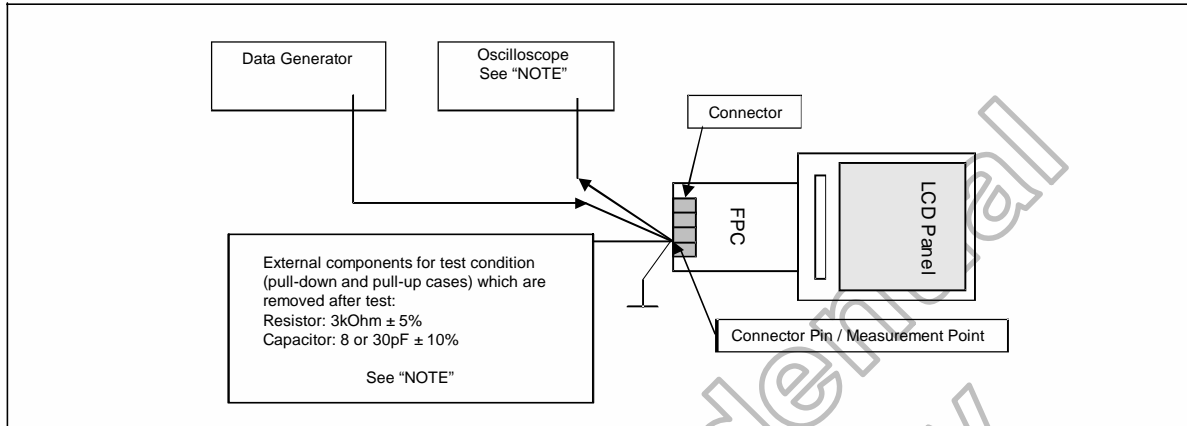 Data Generator
Oscilloscope
See “NOTE”
Connector
FPC
LCD Panel
External components for test condition
(pull-down and pull-up cases) which are
removed after test:
Resistor: 3kOhm ± 5%
Capacitor: 8 or 30pF ± 10%
See “NOTE”
Connector Pin / Measurement Point